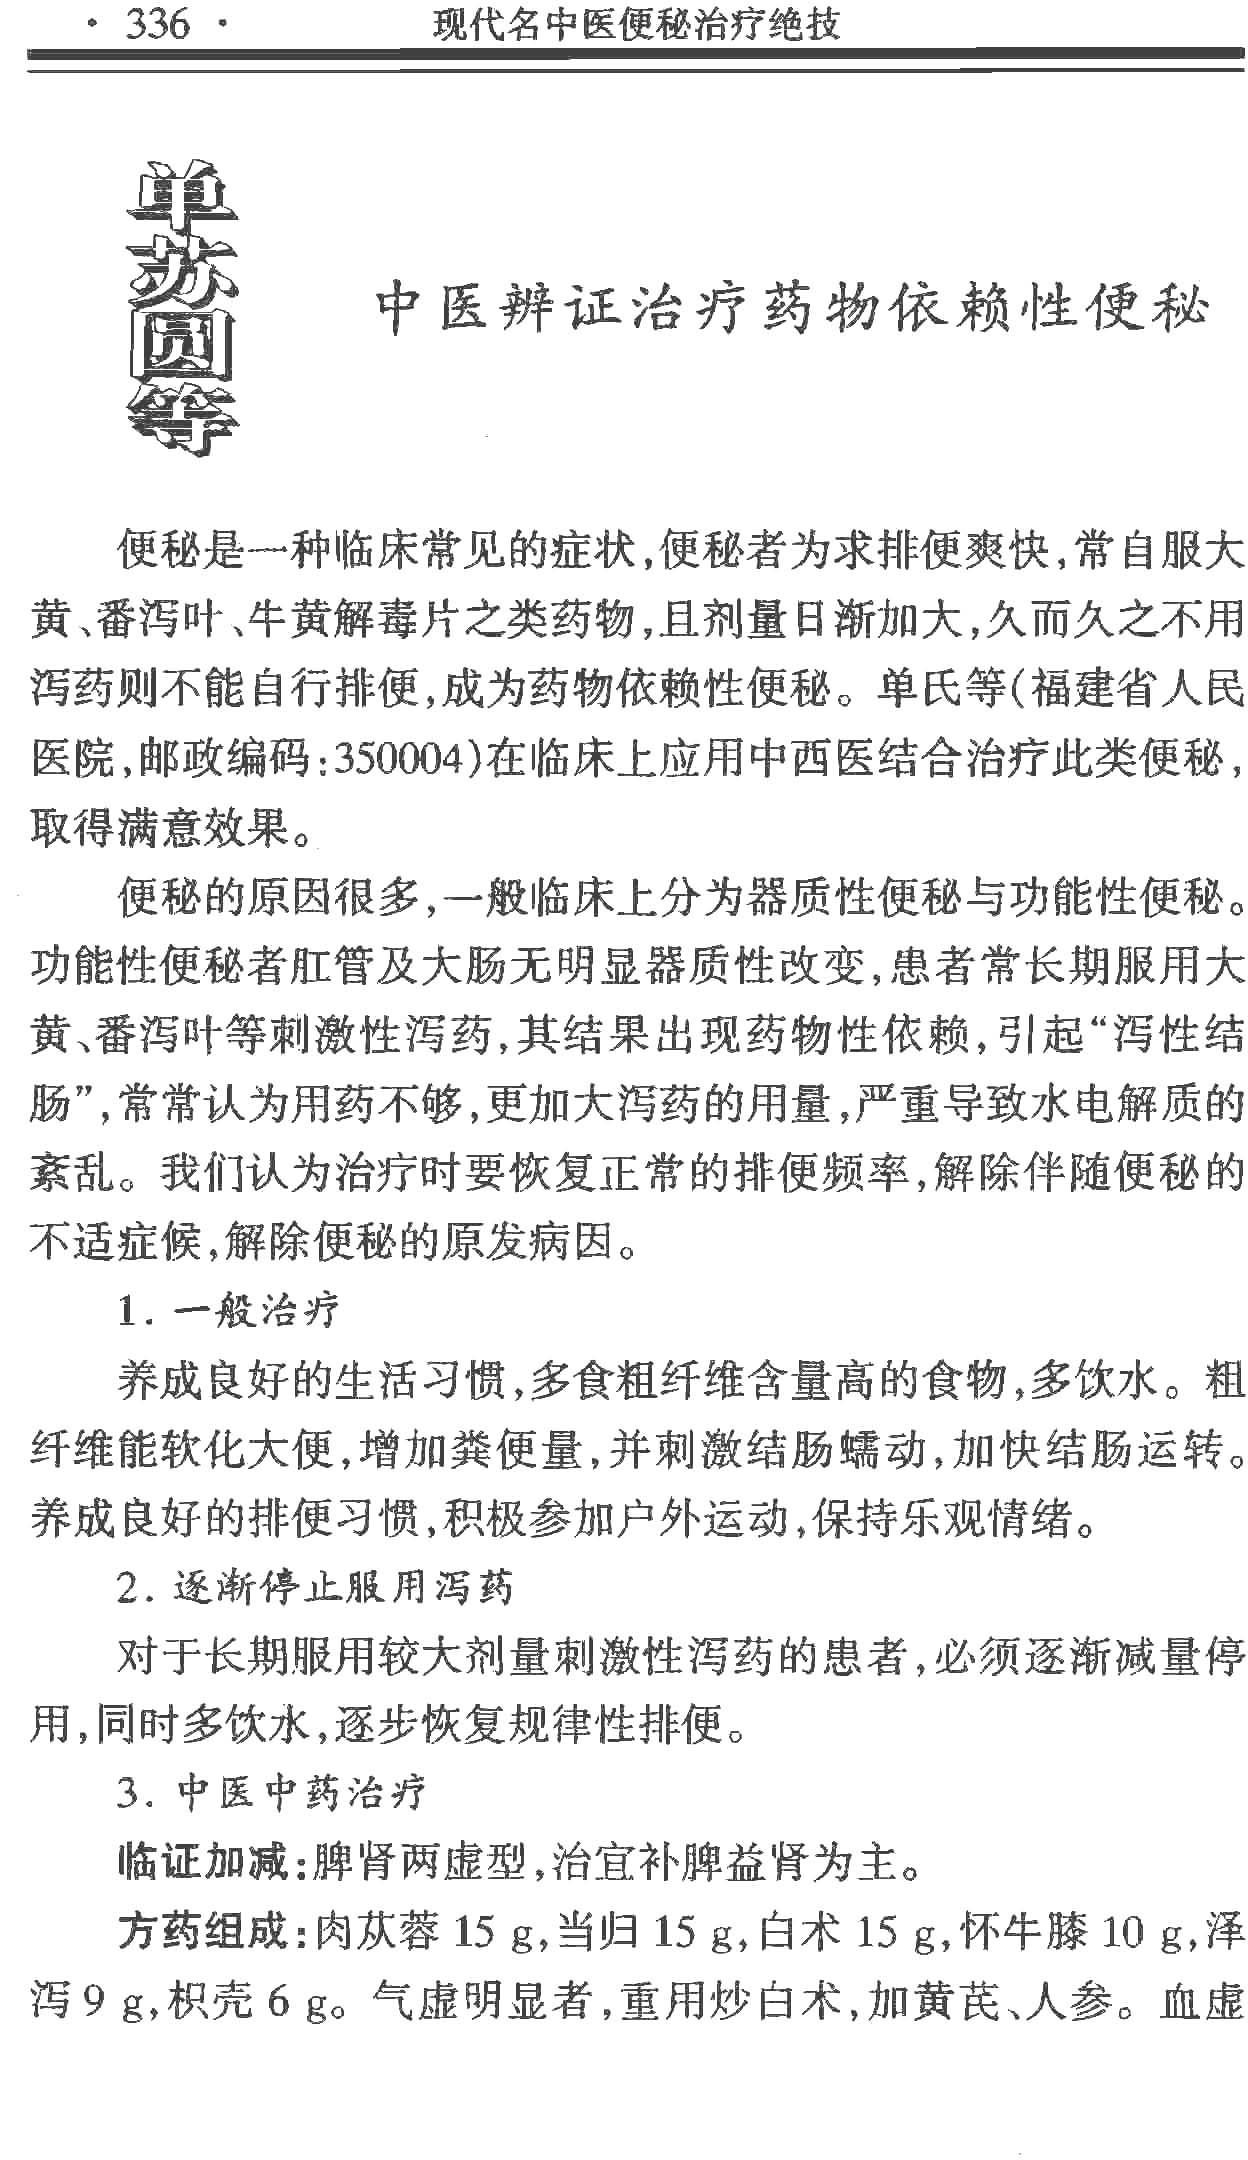 · 336 · 现代名中医便秘治疗绝技
单苏圆等
中医辨证治疗药物依赖性便秘
便秘是一种临床常见的症状,便秘者为求排便爽快,常自服大
黄、番泻叶、牛黄解毒片之类药物,且剂量日渐加大,久而久之不用
泻药则不能自行排便,成为药物依赖性便秘。单氏等(福建省人民
医院,邮政编码:350004)在临床上应用中西医结合治疗此类便秘,
取得满意效果。
便秘的原因很多,一般临床上分为器质性便秘与功能性便秘。
功能性便秘者肛管及大肠无明显器质性改变,患者常长期服用大
黄、番泻叶等刺激性泻药,其结果出现药物性依赖,引起“泻性结
肠”,常常认为用药不够,更加大泻药的用量,严重导致水电解质的
紊乱。我们认为治疗时要恢复正常的排便频率,解除伴随便秘的
不适症候,解除便秘的原发病因。
1. 一般治疗
养成良好的生活习惯,多食粗纤维含量高的食物,多饮水。粗
纤维能软化大便,增加粪便量,并刺激结肠蠕动,加快结肠运转。
养成良好的排便习惯,积极参加户外运动,保持乐观情绪。
2. 逐渐停止服用泻药
对于长期服用较大剂量刺激性泻药的患者,必须逐渐减量停
用,同时多饮水,逐步恢复规律性排便。
3. 中医中药治疗
临证加减:脾肾两虚型,治宜补脾益肾为主。
方药组成:肉苁蓉 15 g,当归 15 g,白术 15 g,怀牛膝 10 g,泽
泻 9 g,枳壳 6 g。气虚明显者,重用炒白术,加黄芪、人参。血虚